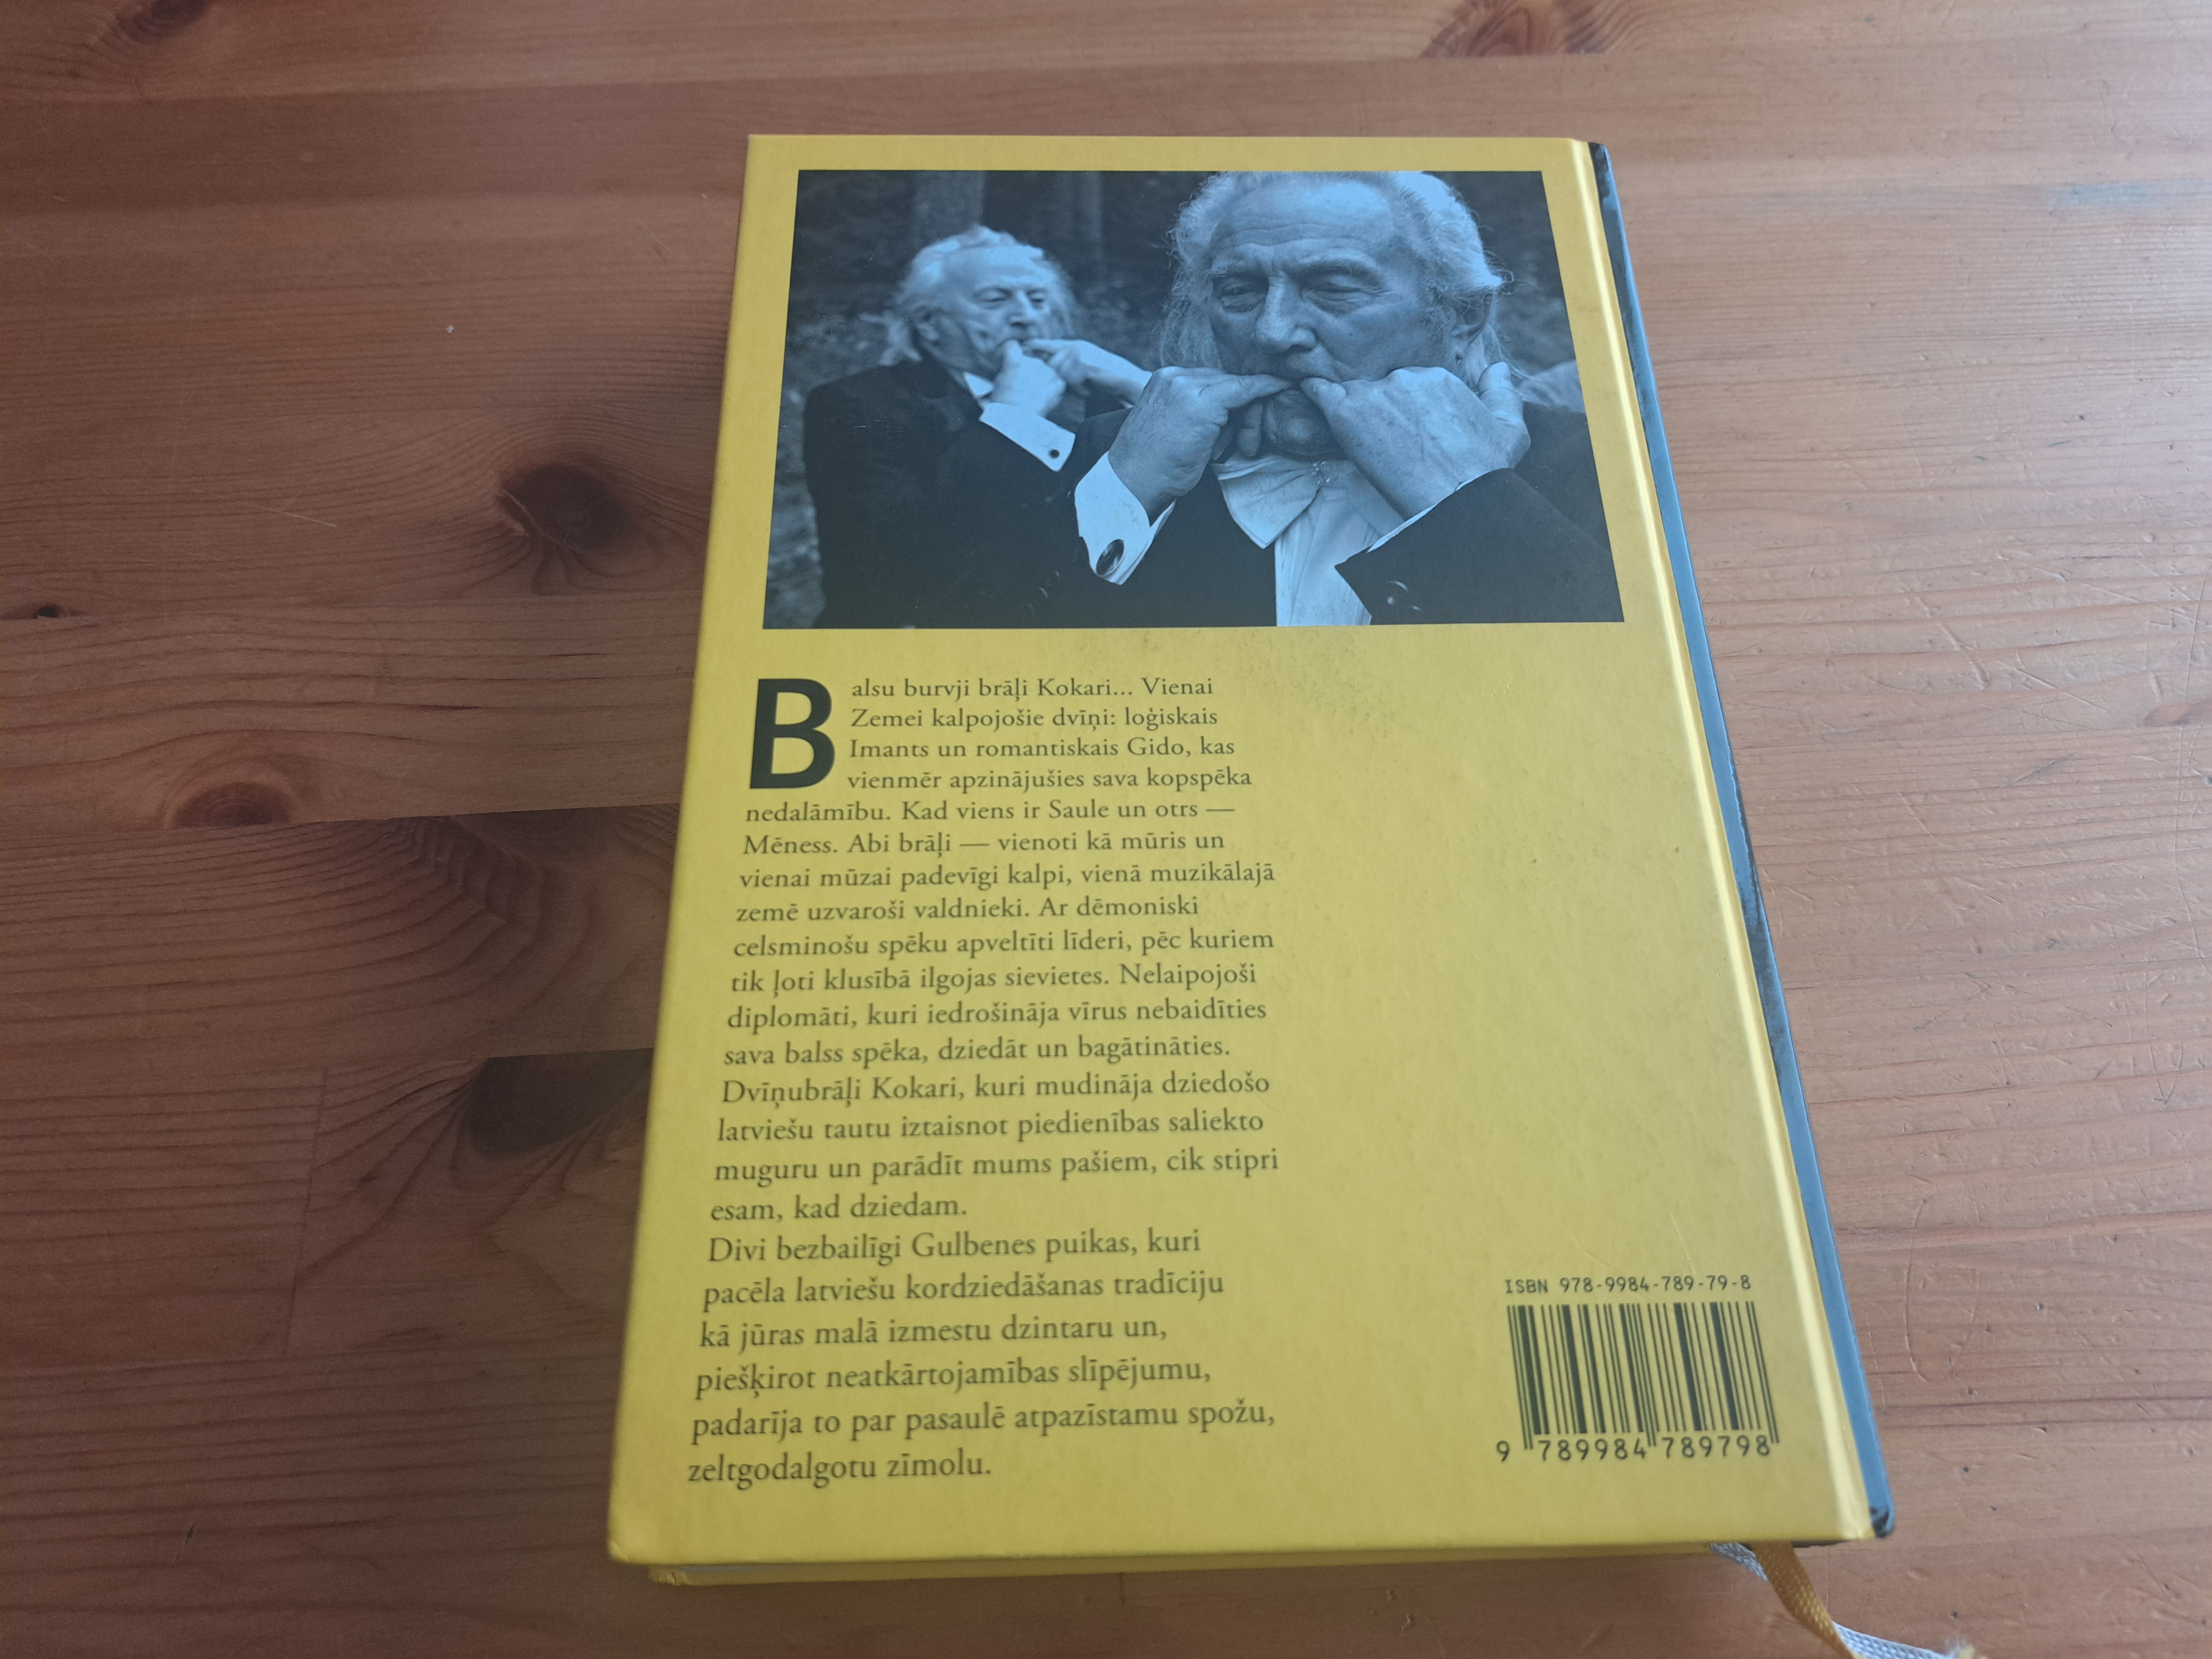 Balsu burvji brāļi Kokari... Vienai
Zemei kalpojošie dvīņi: loģiskais
Imants un romantiskais Gido, kas
vienmēr apzinājušies sava kopspēka
nedalāmību. Kad viens ir Saule un otrs —
Mēness. Abi brāļi — vienoti kā mūris un
vienai mūzai padevīgi kalpi, vienā muzikālajā
zemē uzvaroši valdnieki. Ar dēmoniski
celsminošu spēku apveltīti līderi, pēc kuriem
tik ļoti klusībā ilgojas sievietes. Nelaipojoši
diplomāti, kuri iedrošināja vīrus nebaidīties
sava balss spēka, dziedāt un bagātināties.
Dvīņubrāļi Kokari, kuri mudināja dziedošo
latviešu tautu iztaisnot piedienības saliekto
muguru un parādīt mums pašiem, cik stipri
esam, kad dziedam.
Divi bezbailīgi Gulbenes puikas, kuri
pacēla latviešu kordziedāšanas tradīciju
kā jūras malā izmestu dzintaru un,
piešķirot neatkārtojamības slīpējumu,
padarīja to par pasaulē atpazīstamu spožu,
zeltgodalgotu zīmolu.
ISBN 978-9984-789-79-8
9 789984 789798